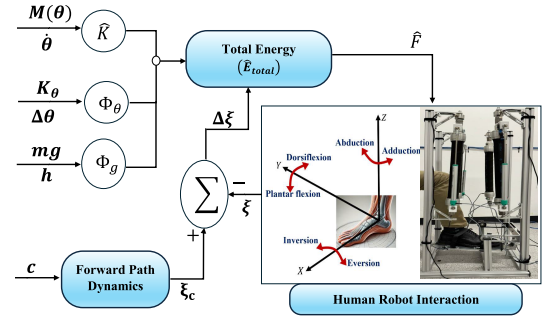 M(θ)
θ̇
K̂
K_θ
Δθ
Φ_θ
mg
h
Φ_g
Total Energy
(Ê_total)
F̂
Δξ
∑
−
ξ
+
c
Forward Path
Dynamics
ξ_c
Z
Abduction
Adduction
Y
Dorsiflexion
Plantar flexion
Inversion
Eversion
X
Human Robot Interaction